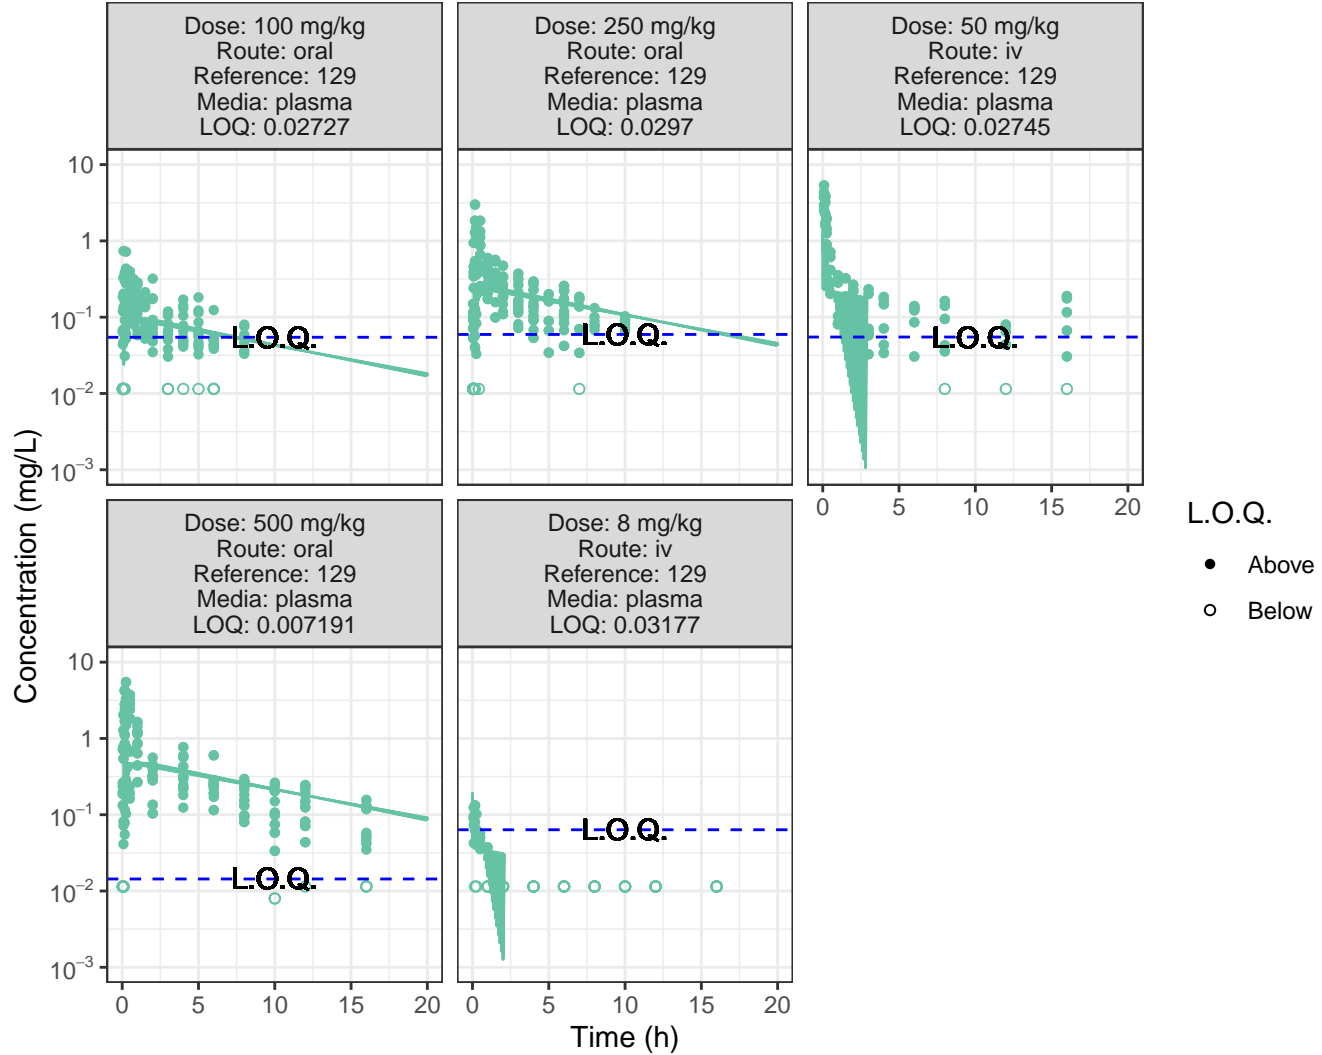 Dose: 100 mg/kg
Route: oral
Reference: 129
Media: plasma
LOQ: 0.02727
Dose: 250 mg/kg
Route: oral
Reference: 129
Media: plasma
LOQ: 0.0297
Dose: 50 mg/kg
Route: iv
Reference: 129
Media: plasma
LOQ: 0.02745
10
1
10⁻¹
10⁻²
10⁻³
L.O.Q.
L.O.Q.
L.O.Q.
0 5 10 15 20
Dose: 500 mg/kg
Route: oral
Reference: 129
Media: plasma
LOQ: 0.007191
Dose: 8 mg/kg
Route: iv
Reference: 129
Media: plasma
LOQ: 0.03177
10
1
10⁻¹
10⁻²
10⁻³
L.O.Q.
L.O.Q.
0 5 10 15 20
0 5 10 15 20
Time (h)
Concentration (mg/L)
L.O.Q.
Above
Below